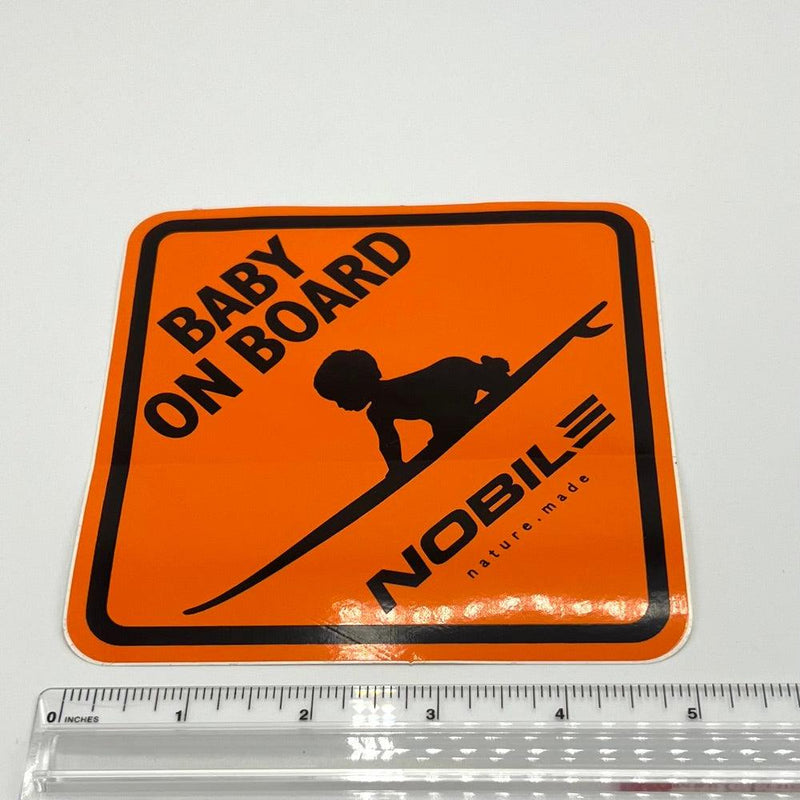 BABY
ON BOARD
NOBILE
nature.made
0 INCHES 1 2 3 4 5